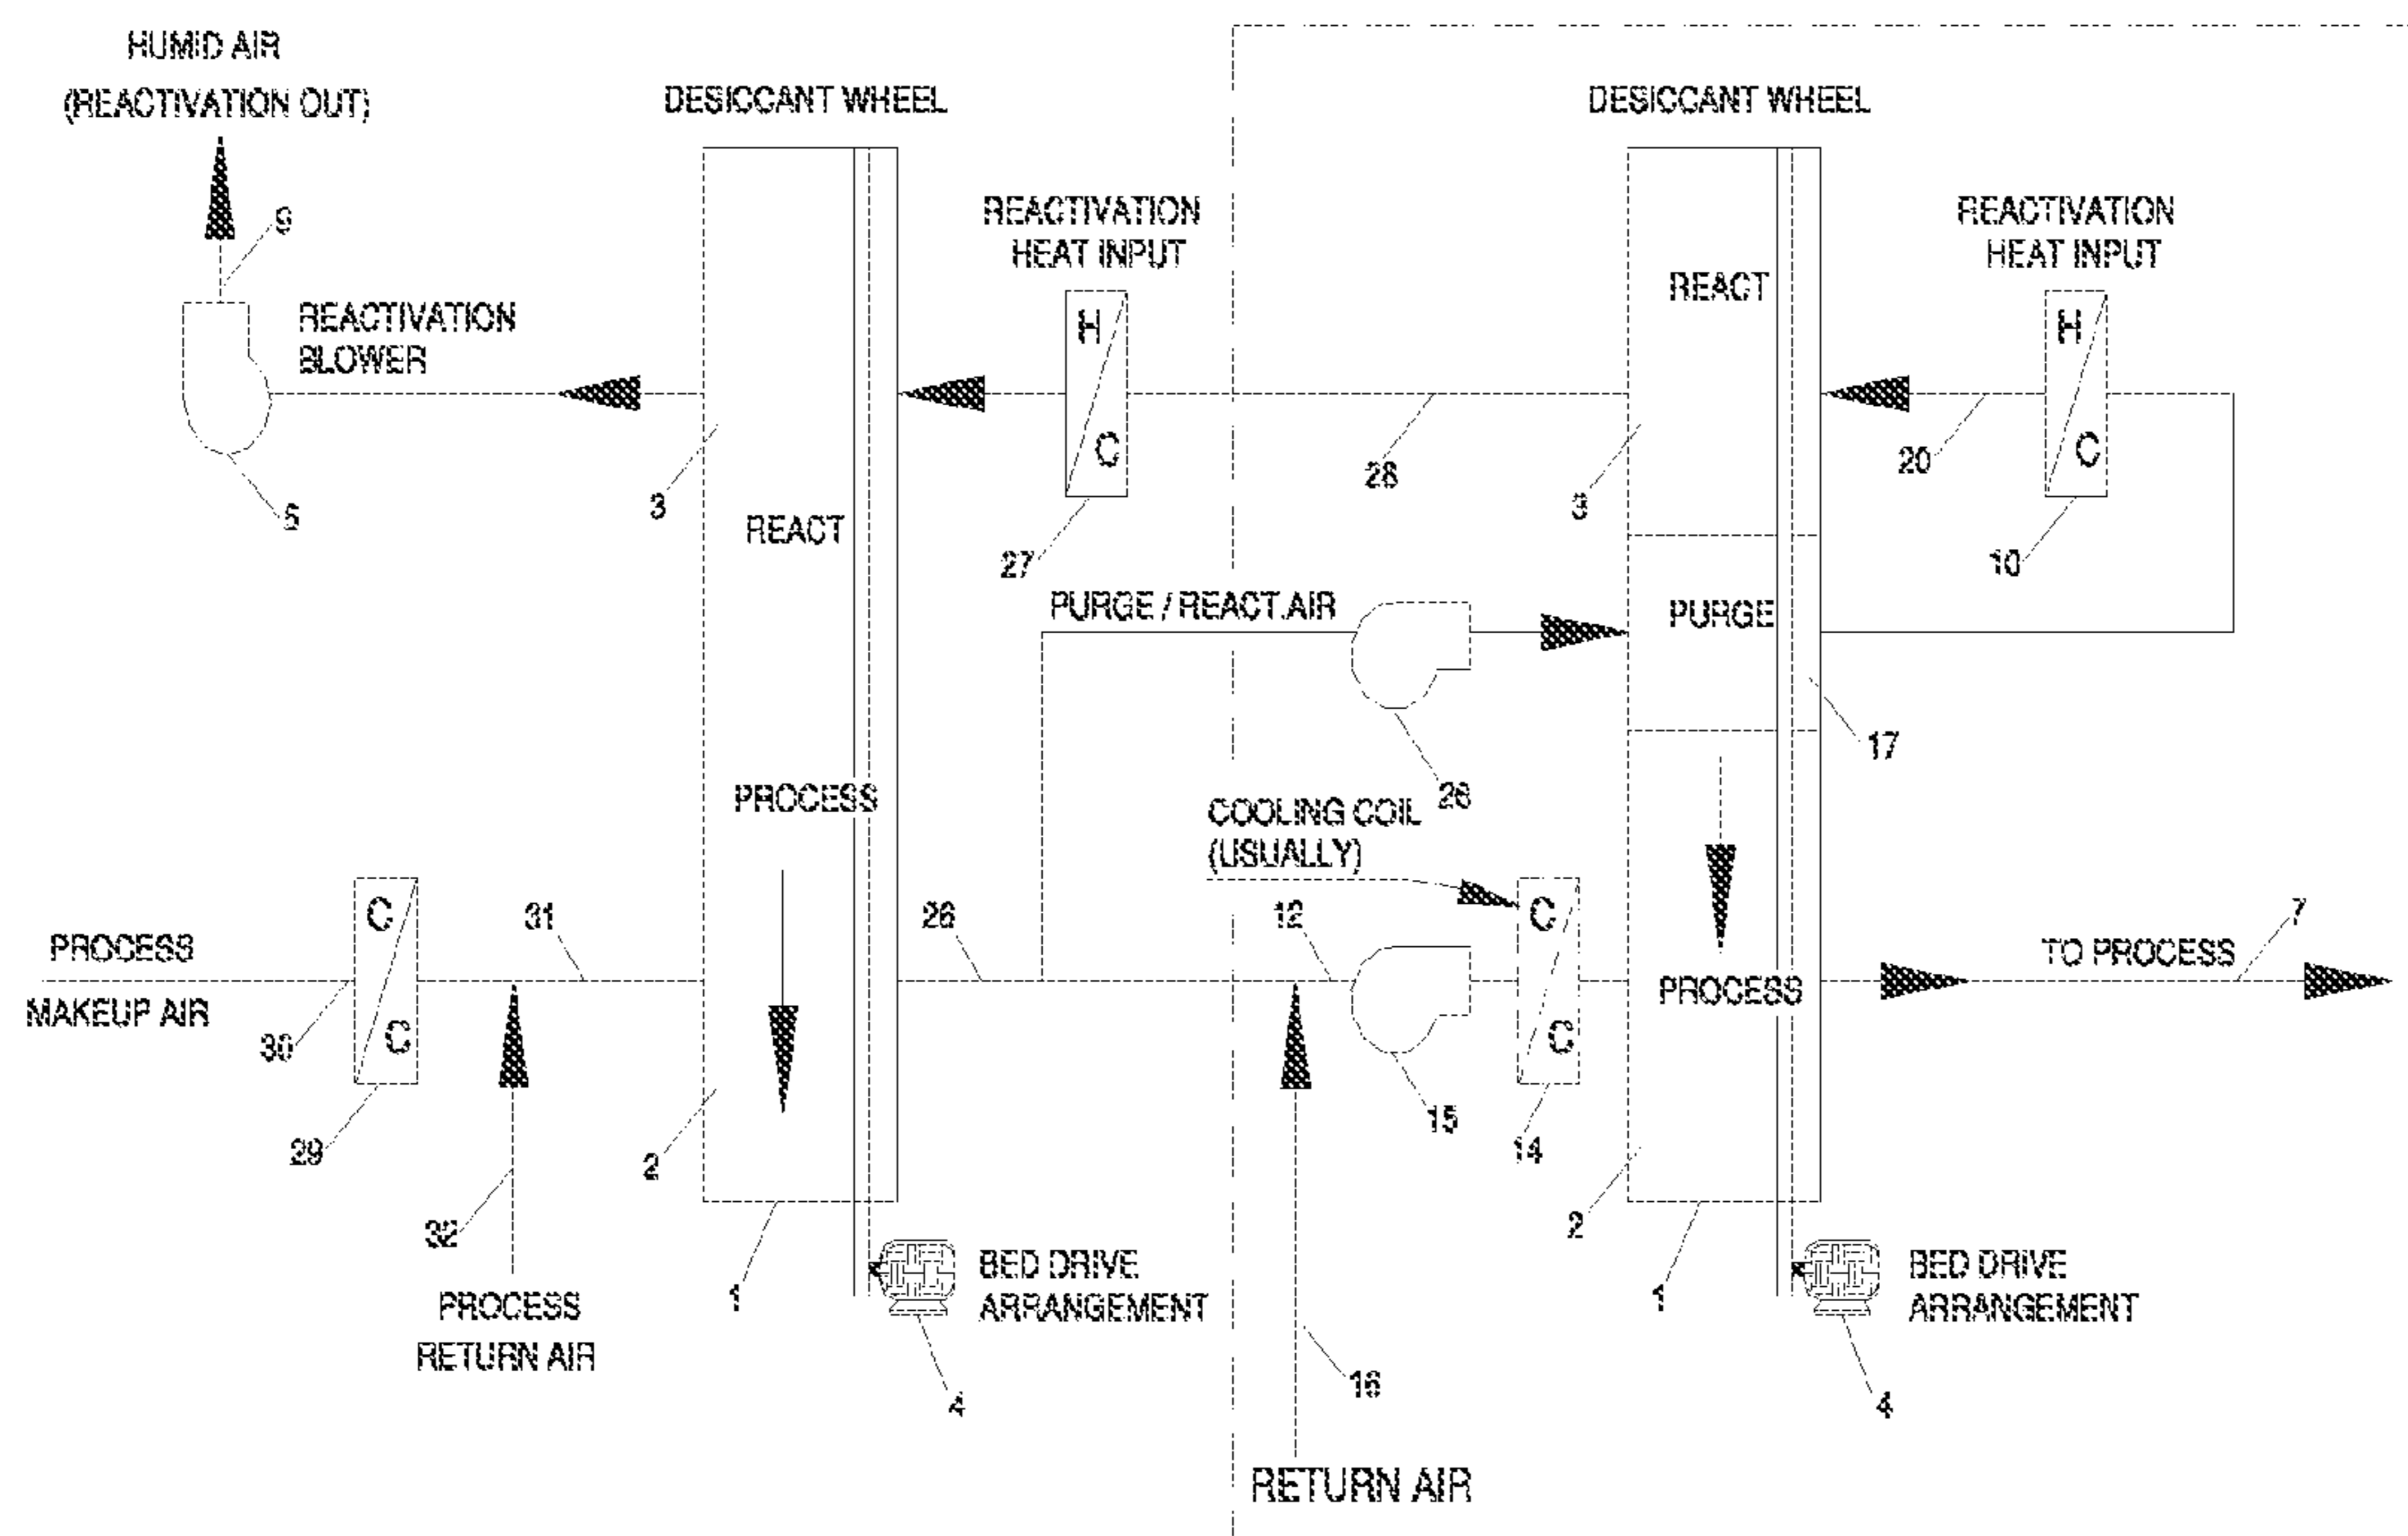 HUMID AIR
(REACTIVATION OUT)
DESICCANT WHEEL
DESICCANT WHEEL
9
REACTIVATION
HEAT INPUT
REACTIVATION
HEAT INPUT
REACT
H
C
H
C
REACTIVATION
BLOWER
3
28
20
REACT
27
10
PURGE / REACT.AIR
PURGE
17
PROCESS
26
COOLING COIL
(USUALLY)
C
C
31
26
12
C
C
7
PROCESS
MAKEUP AIR
TO PROCESS
PROCESS
30
29
2
15
14
32
2
1
1
BED DRIVE
ARRANGEMENT
BED DRIVE
ARRANGEMENT
PROCESS
RETURN AIR
4
16
4
RETURN AIR